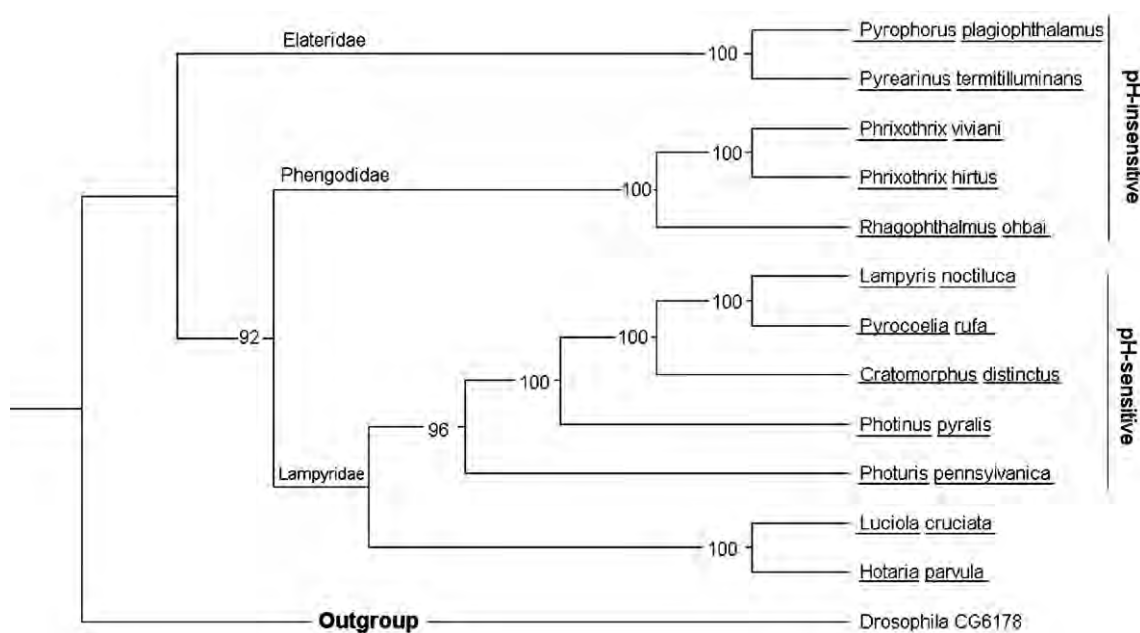 Elateridae
100
Pyrophorus plagiophthalamus
Pyrearinus termitilluminans
Phengodidae
100
100
Phrixothrix viviani
Phrixothrix hirtus
Rhagophthalmus ohbai
pH-insensitive
92
Lampyridae
96
100
100
100
Lampyris noctiluca
Pyrocoelia rufa
Cratomorphus distinctus
Photinus pyralis
Photuris pennsylvanica
pH-sensitive
100
Luciola cruciata
Hotaria parvula
Outgroup
Drosophila CG6178